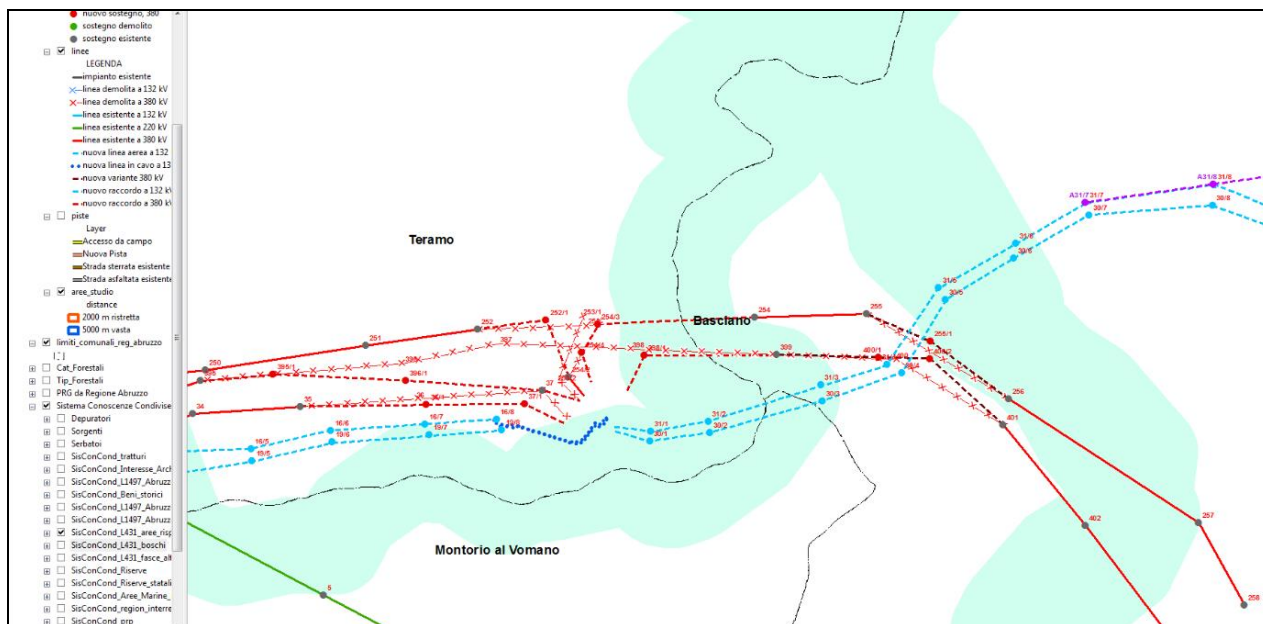 nuovo sostegno, 380
sostegno demolito
sostegno esistente
linee
LEGENDA
impianto esistente
linea demolita a 132 kV
linea demolita a 380 kV
linea esistente a 132 kV
linea esistente a 220 kV
linea esistente a 380 kV
nuova linea aerea a 132
nuova linea in cavo a 13
nuova variante 380 kV
nuovo raccordo a 132 kV
nuovo raccordo a 380 kV
piste
Layer
Accesso da campo
Nuova Pista
Strada sterrata esistente
Strada asfaltata esistente
aree_studio
distance
2000 m ristretta
5000 m vasta
limiti_comunali_reg_abruzzo
Cat_Forestali
Tip_Forestali
PRG da Regione Abruzzo
Sistema Conoscenze Condivise
Depuratori
Sorgenti
Serbatoi
SisConCond_tratturi
SisConCond_Interesse_Arch
SisConCond_L1497_Abruzz
SisConCond_Beni_storici
SisConCond_L1497_Abruzz
SisConCond_L1497_Abruzz
SisConCond_L431_aree_risp
SisConCond_L431_boschi
SisConCond_L431_fasce_alt
SisConCond_Riserve
SisConCond_Riserve_statali
SisConCond_Aree_Marine_
SisConCond_region_interre
SisConCond_prp
Teramo
Basciano
Montorio al Vomano
A31/7 31/7
A31/8 31/8
30/7
30/8
31/6
30/6
31/5
30/5
250
251
252
252/1
253/1
254/3
254
255
255/1
256
257
258
395/1
396/1
397
398
398/1
399
400/1
401
402
34
35
37
37/1
16/5
15/5
16/6
19/6
16/7
19/7
16/8
19/8
31/1
30/1
31/2
30/2
31/3
30/3
5